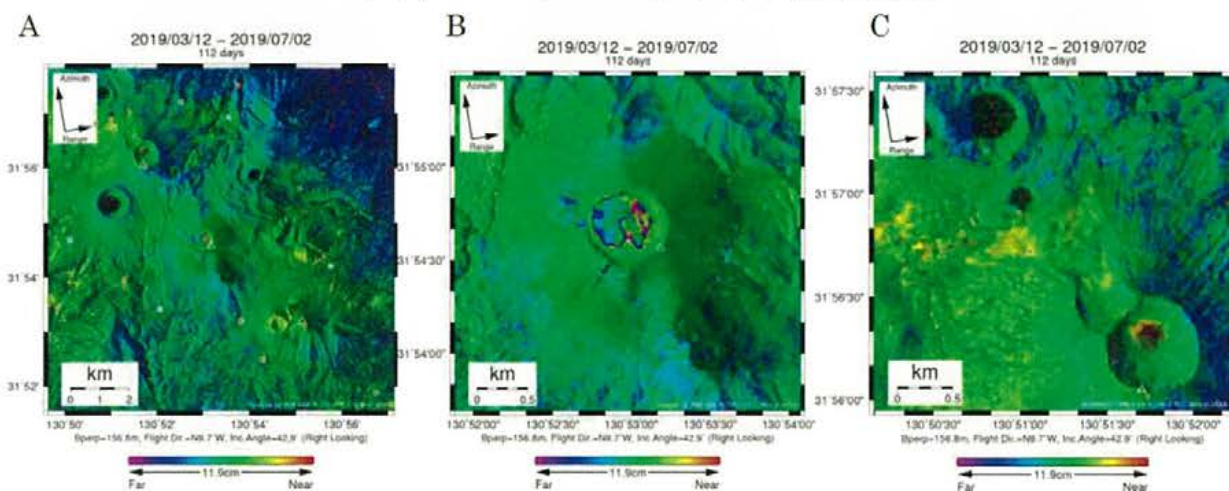 A
2019/03/12 – 2019/07/02
112 days
Azimuth
Range
31˚56'
31˚54'
31˚52'
km
0 1 2
130˚50' 130˚52' 130˚54' 130˚56'
Bperp=156.8m, Flight Dir.=N9.7˚W, Inc.Angle=42.9˚ (Right Looking)
11.9cm
Far Near
B
2019/03/12 – 2019/07/02
112 days
Azimuth
Range
31˚55'00"
31˚54'30"
31˚54'00"
km
0.0 0.5
130˚52'00" 130˚52'30" 130˚53'00" 130˚53'30" 130˚54'00"
Bperp=156.8m, Flight Dir.=N9.7˚W, Inc.Angle=42.9˚ (Right Looking)
11.9cm
Far Near
C
2019/03/12 – 2019/07/02
112 days
Azimuth
Range
31˚57'30"
31˚57'00"
31˚56'30"
31˚56'00"
km
0.0 0.5
130˚50'30" 130˚51'00" 130˚51'30" 130˚52'00"
Bperp=156.8m, Flight Dir.=N9.7˚W, Inc.Angle=42.9˚ (Right Looking)
11.9cm
Far Near